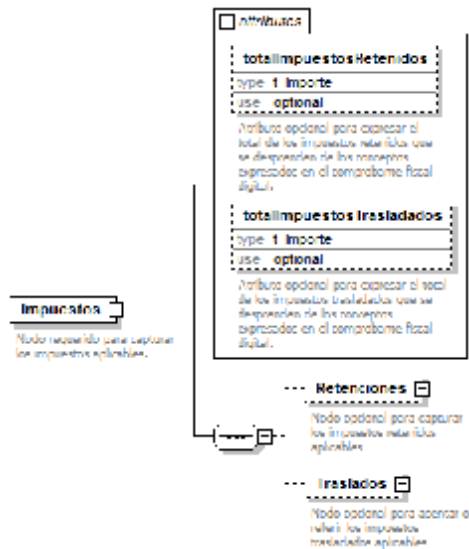 attributes
totalImpuestosRetenidos
type t_Importe
use optional
Atributo opcional para expresar el
total de los impuestos retenidos que
se desprenden de los conceptos
expresados en el comprobante fiscal
digital.
totalImpuestosTrasladados
type t_Importe
use optional
Atributo opcional para expresar el total
de los impuestos trasladados que se
desprenden de los conceptos
expresados en el comprobante fiscal
digital.
Impuestos
Nodo requerido para capturar
los impuestos aplicables.
Retenciones
Nodo opcional para capturar
los impuestos retenidos
aplicables
Traslados
Nodo opcional para asentar o
referir los impuestos
trasladados aplicables